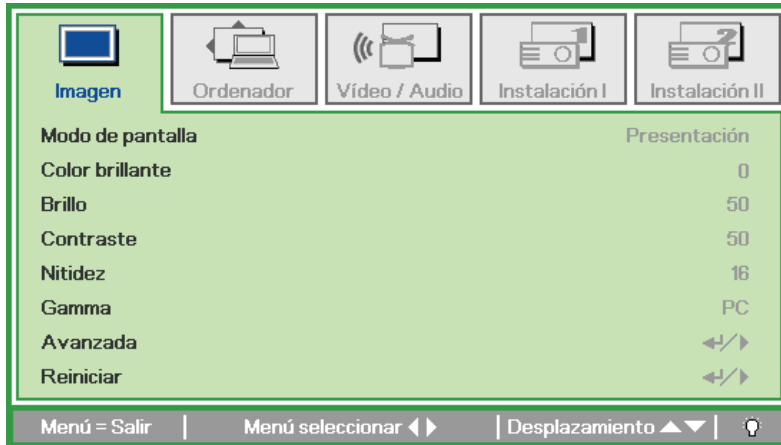 Imagen
Ordenador
Vídeo / Audio
Instalación I
Instalación II
Modo de pantalla Presentación
Color brillante 0
Brillo 50
Contraste 50
Nitidez 16
Gamma PC
Avanzada
Reiniciar
Menú = Salir Menú seleccionar Desplazamiento